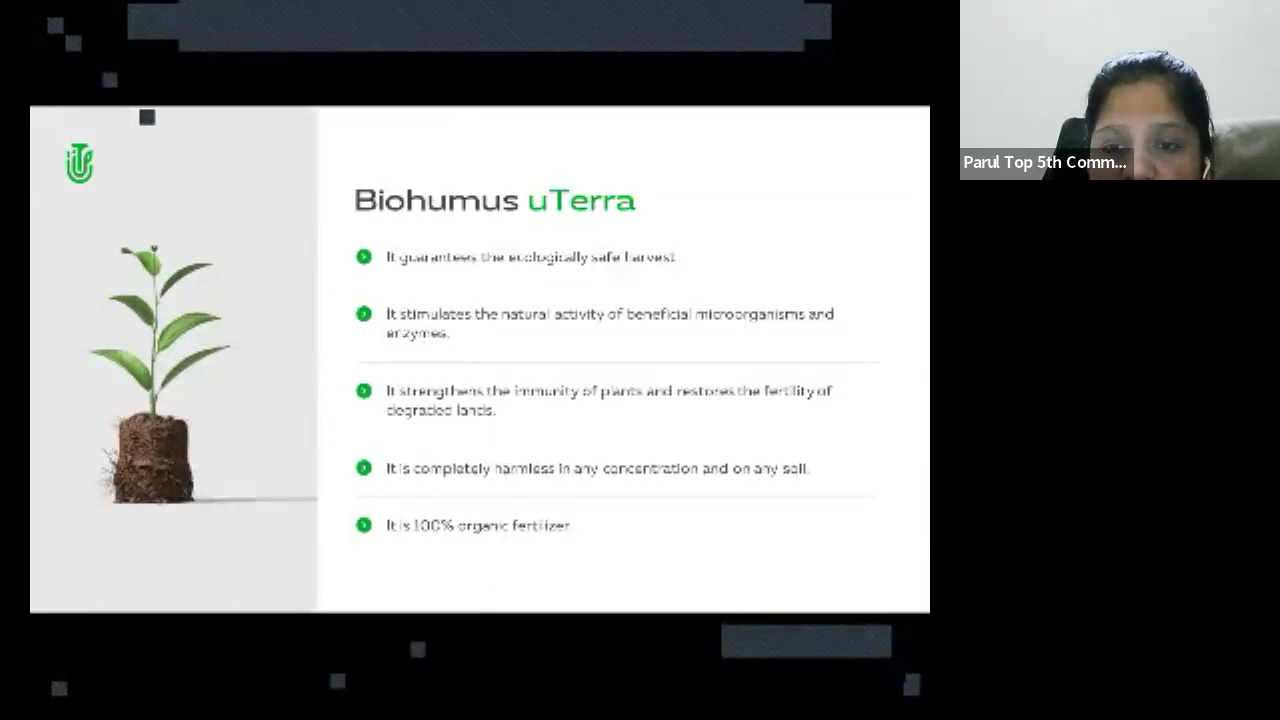 Biohumus uTerra
It guarantees the ecologically safe harvest
It stimulates the natural activity of beneficial microorganisms and
enzymes.
It strengthens the immunity of plants and restores the fertility of
degraded lands.
It is completely harmless in any concentration and on any soil.
It is 100% organic fertilizer
Parul Top 5th Comm...